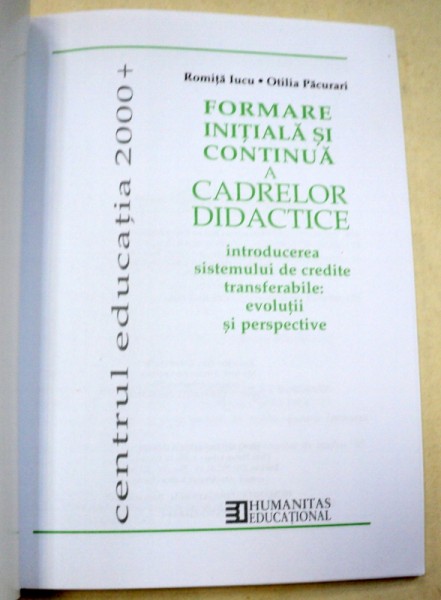 centrul educația 2000+
Romiță Iucu • Otilia Păcurari
FORMARE
INIȚIALĂ ȘI
CONTINUĂ
A
CADRELOR
DIDACTICE
introducerea
sistemului de credite
transferabile:
evoluții
și perspective
HUMANITAS
EDUCAȚIONAL